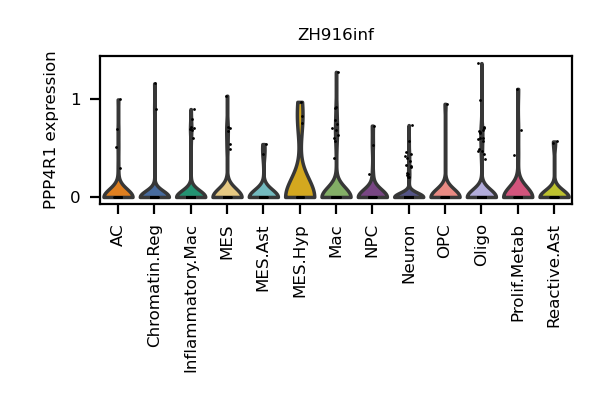 ZH916inf
PPP4R1 expression
1
0
AC
Chromatin.Reg
Inflammatory.Mac
MES
MES.Ast
MES.Hyp
Mac
NPC
Neuron
OPC
Oligo
Prolif.Metab
Reactive.Ast